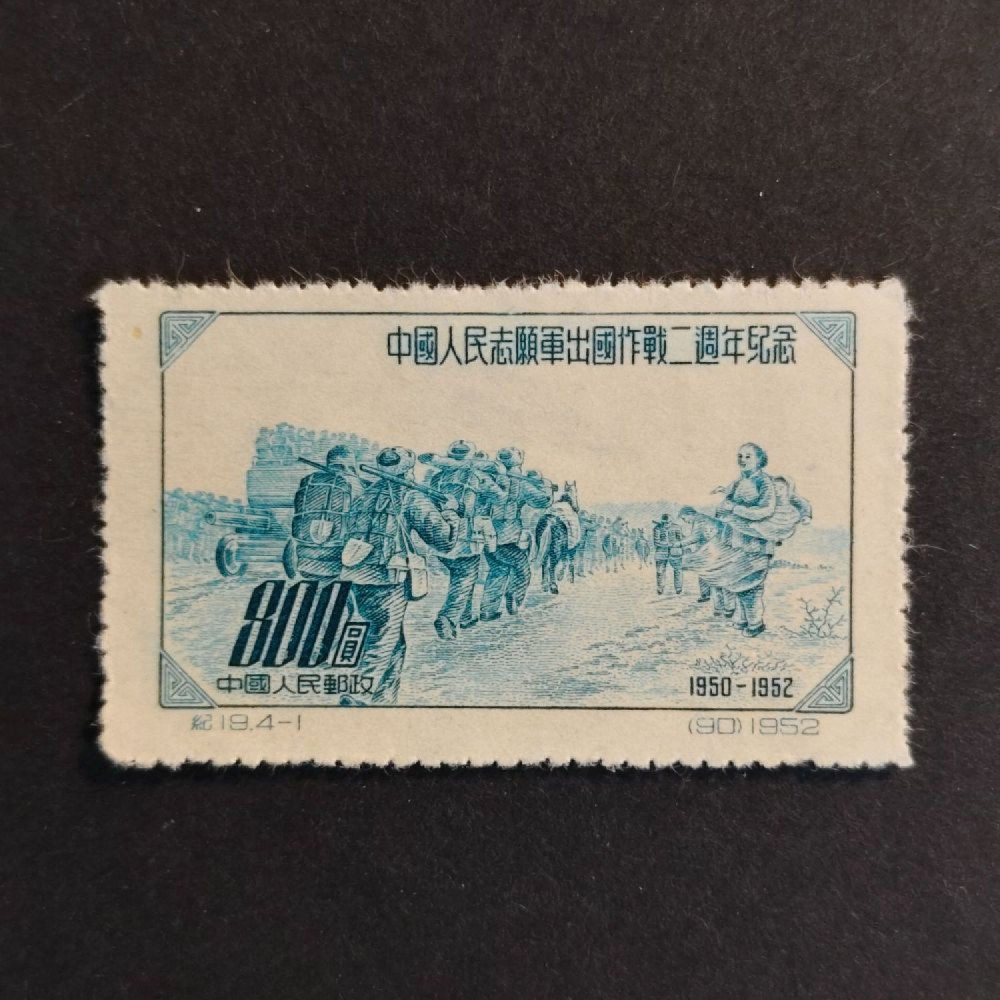 中國人民志願軍出國作戰二週年紀念
800圓
中國人民郵政
1950-1952
紀19.4-1
(90)1952